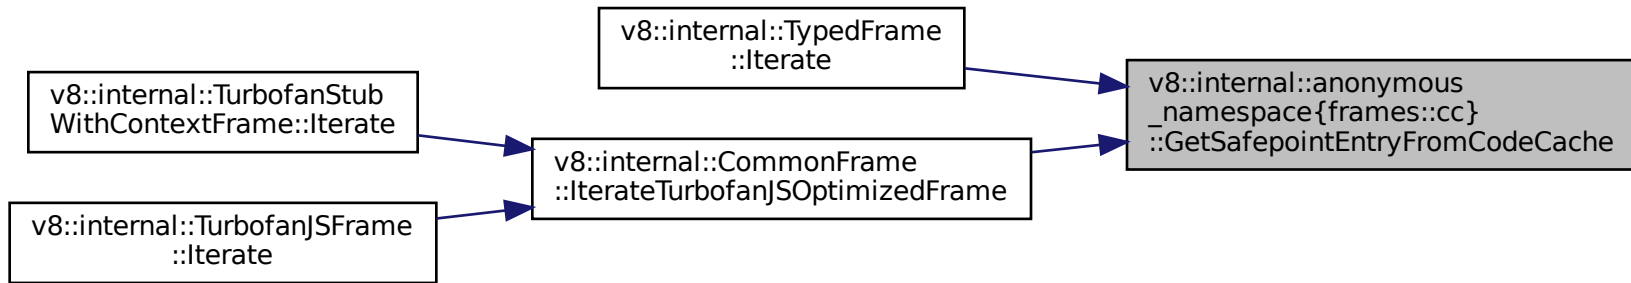 v8::internal::TypedFrame
::Iterate
v8::internal::anonymous
_namespace{frames::cc}
::GetSafepointEntryFromCodeCache
v8::internal::TurbofanStub
WithContextFrame::Iterate
v8::internal::CommonFrame
::IterateTurbofanJSOptimizedFrame
v8::internal::TurbofanJSFrame
::Iterate